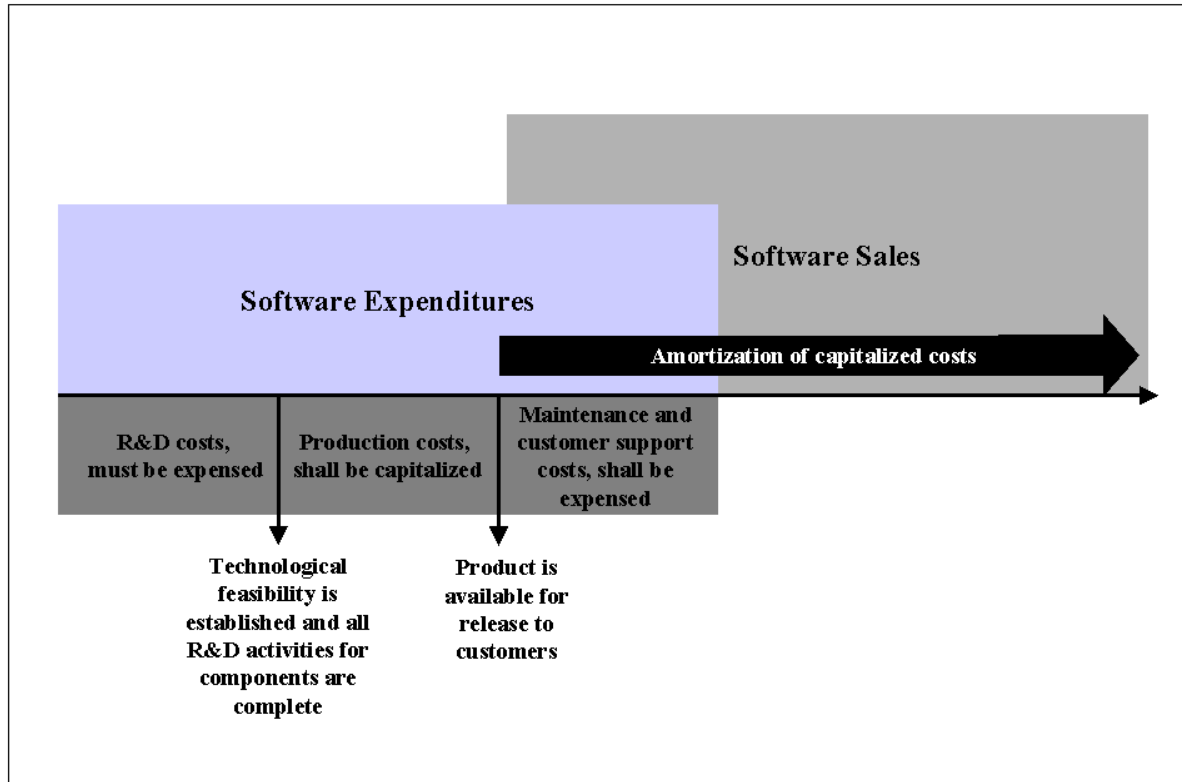 Software Sales
Software Expenditures
Amortization of capitalized costs
R&D costs,
must be expensed
Production costs,
shall be capitalized
Maintenance and
customer support
costs, shall be
expensed
Technological
feasibility is
established and all
R&D activities for
components are
complete
Product is
available for
release to
customers